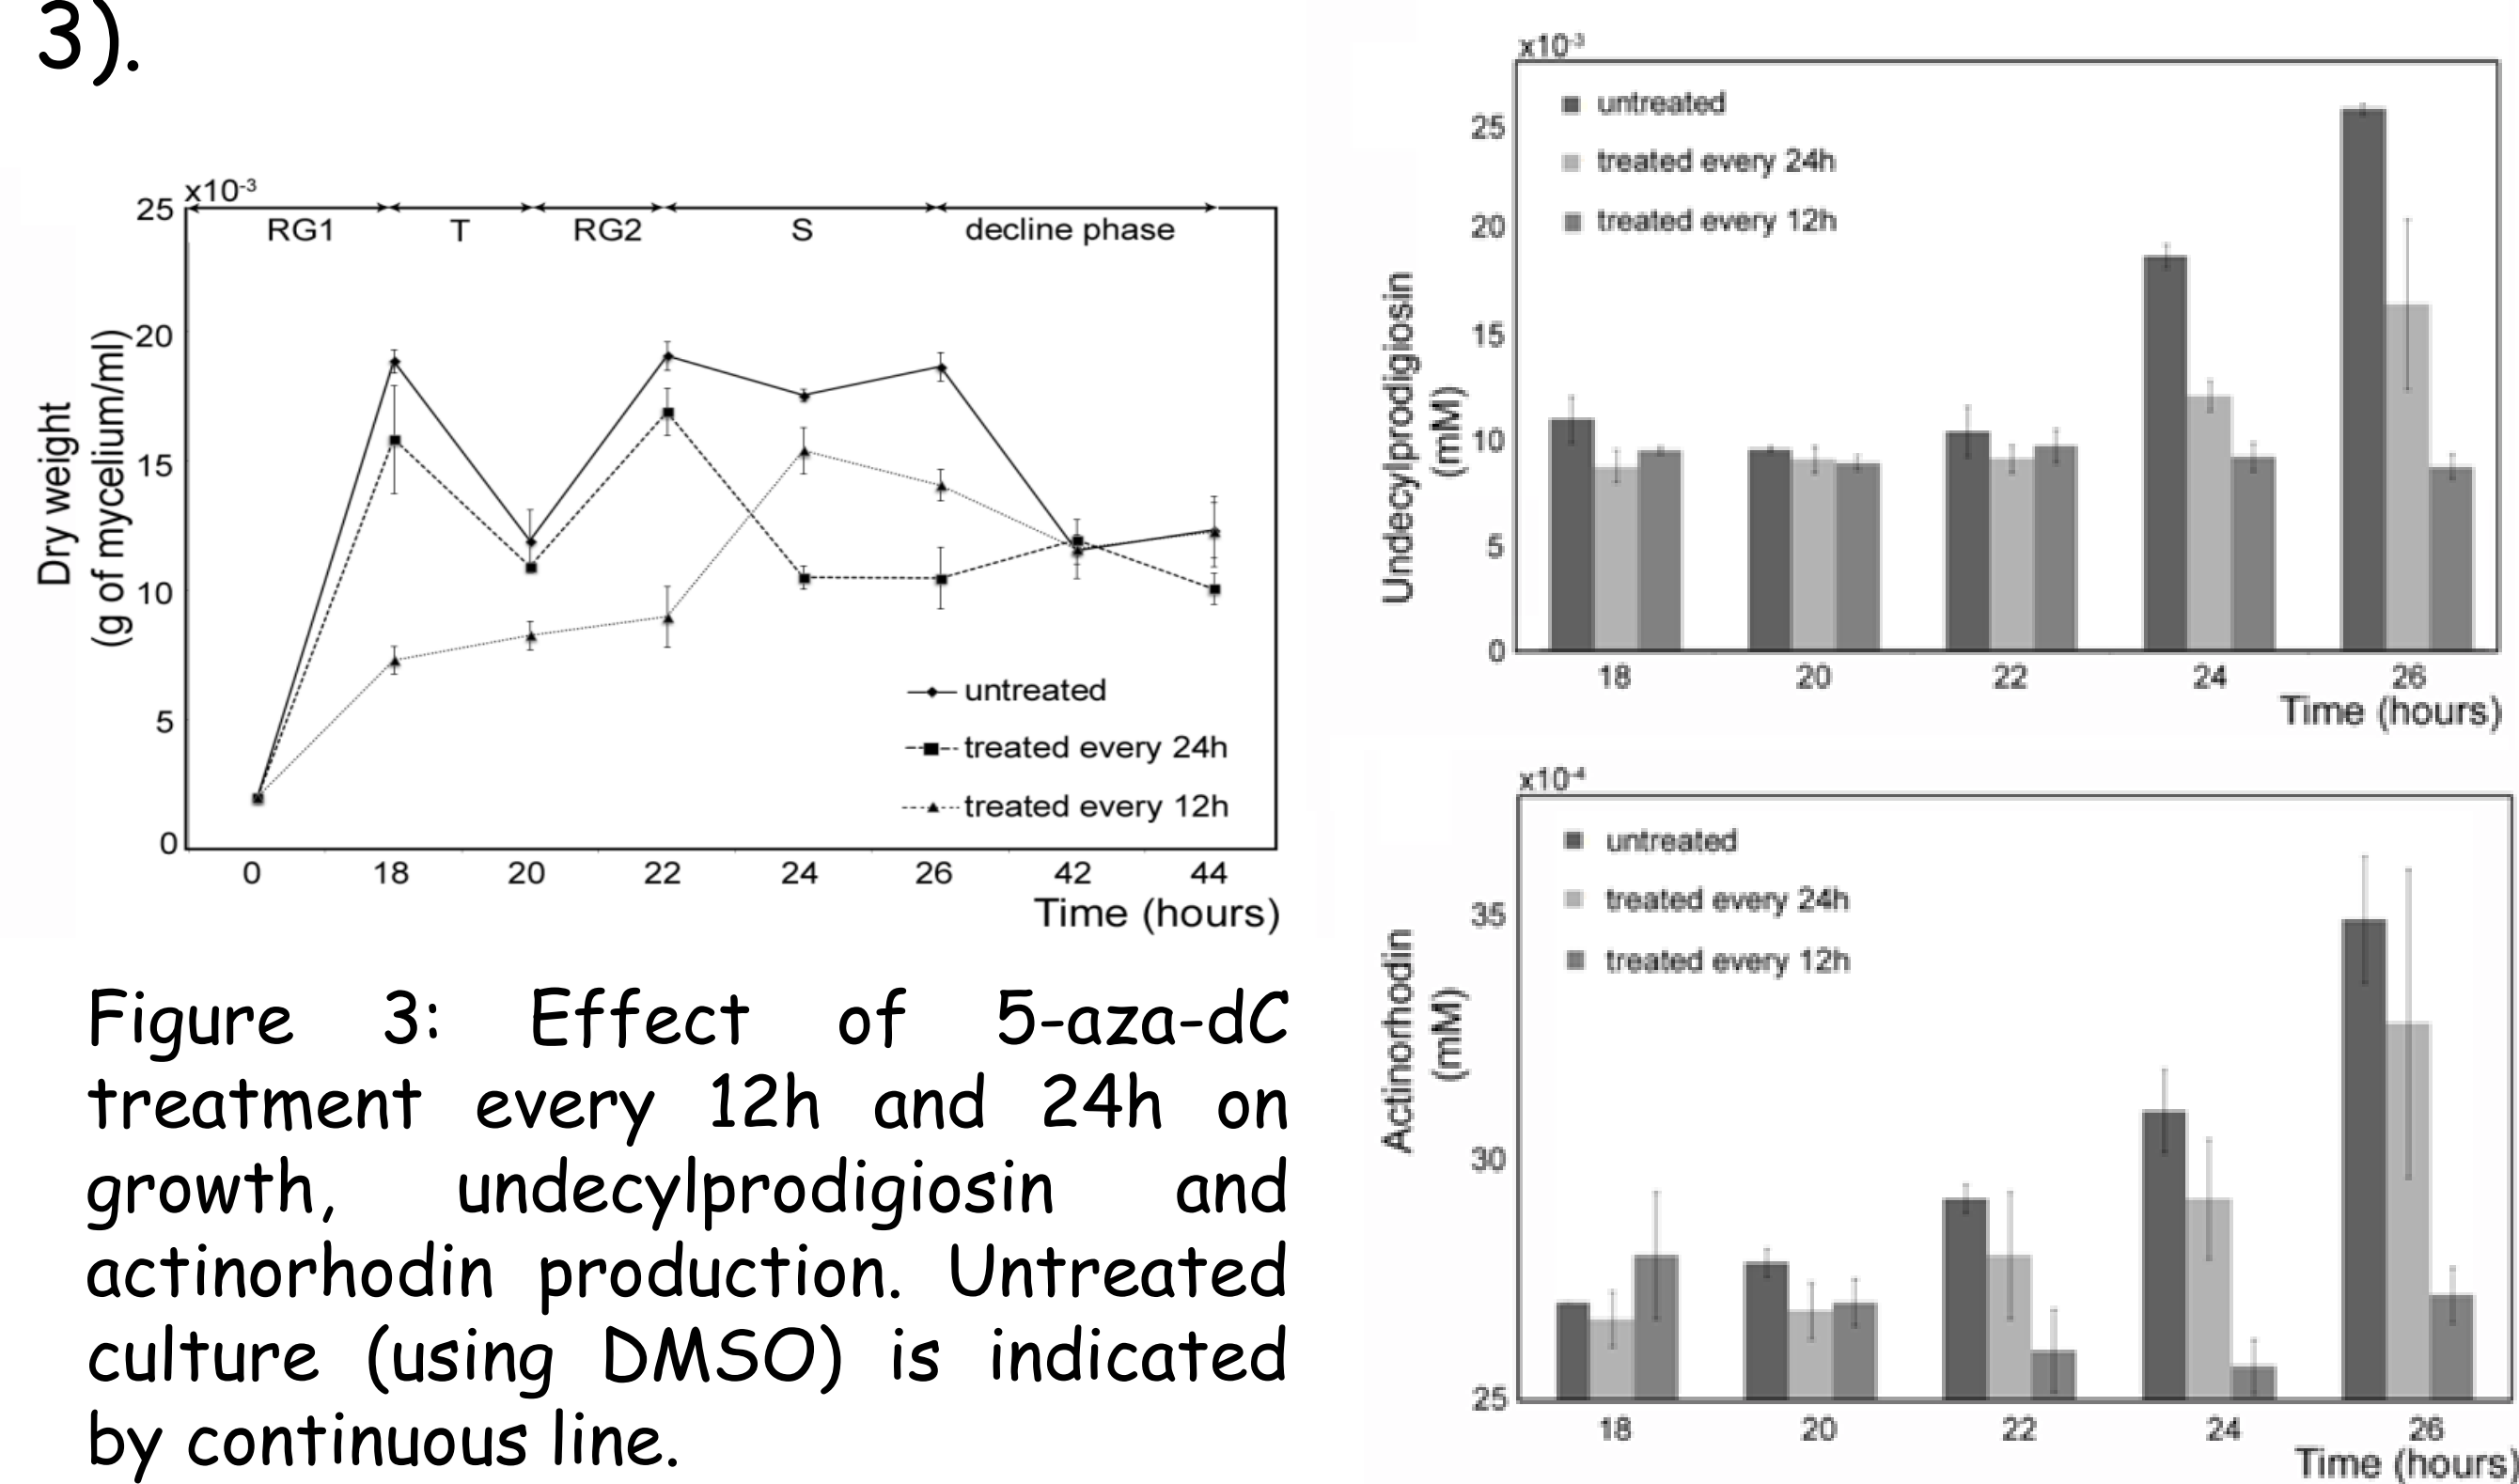 3).
x10-3
25
RG1
T
RG2
S
decline phase
20
15
10
5
0
Dry weight
(g of mycelium/ml)
untreated
treated every 24h
treated every 12h
0 18 20 22 24 26 42 44
Time (hours)
Figure 3: Effect of 5-aza-dC
treatment every 12h and 24h on
growth, undecylprodigiosin and
actinorhodin production. Untreated
culture (using DMSO) is indicated
by continuous line.
x10-3
untreated
treated every 24h
treated every 12h
25
20
15
10
5
0
Undecylprodigiosin
(mM)
18 20 22 24 26
Time (hours)
x10-4
untreated
treated every 24h
treated every 12h
35
30
25
Actinorhodin
(mM)
18 20 22 24 26
Time (hours)